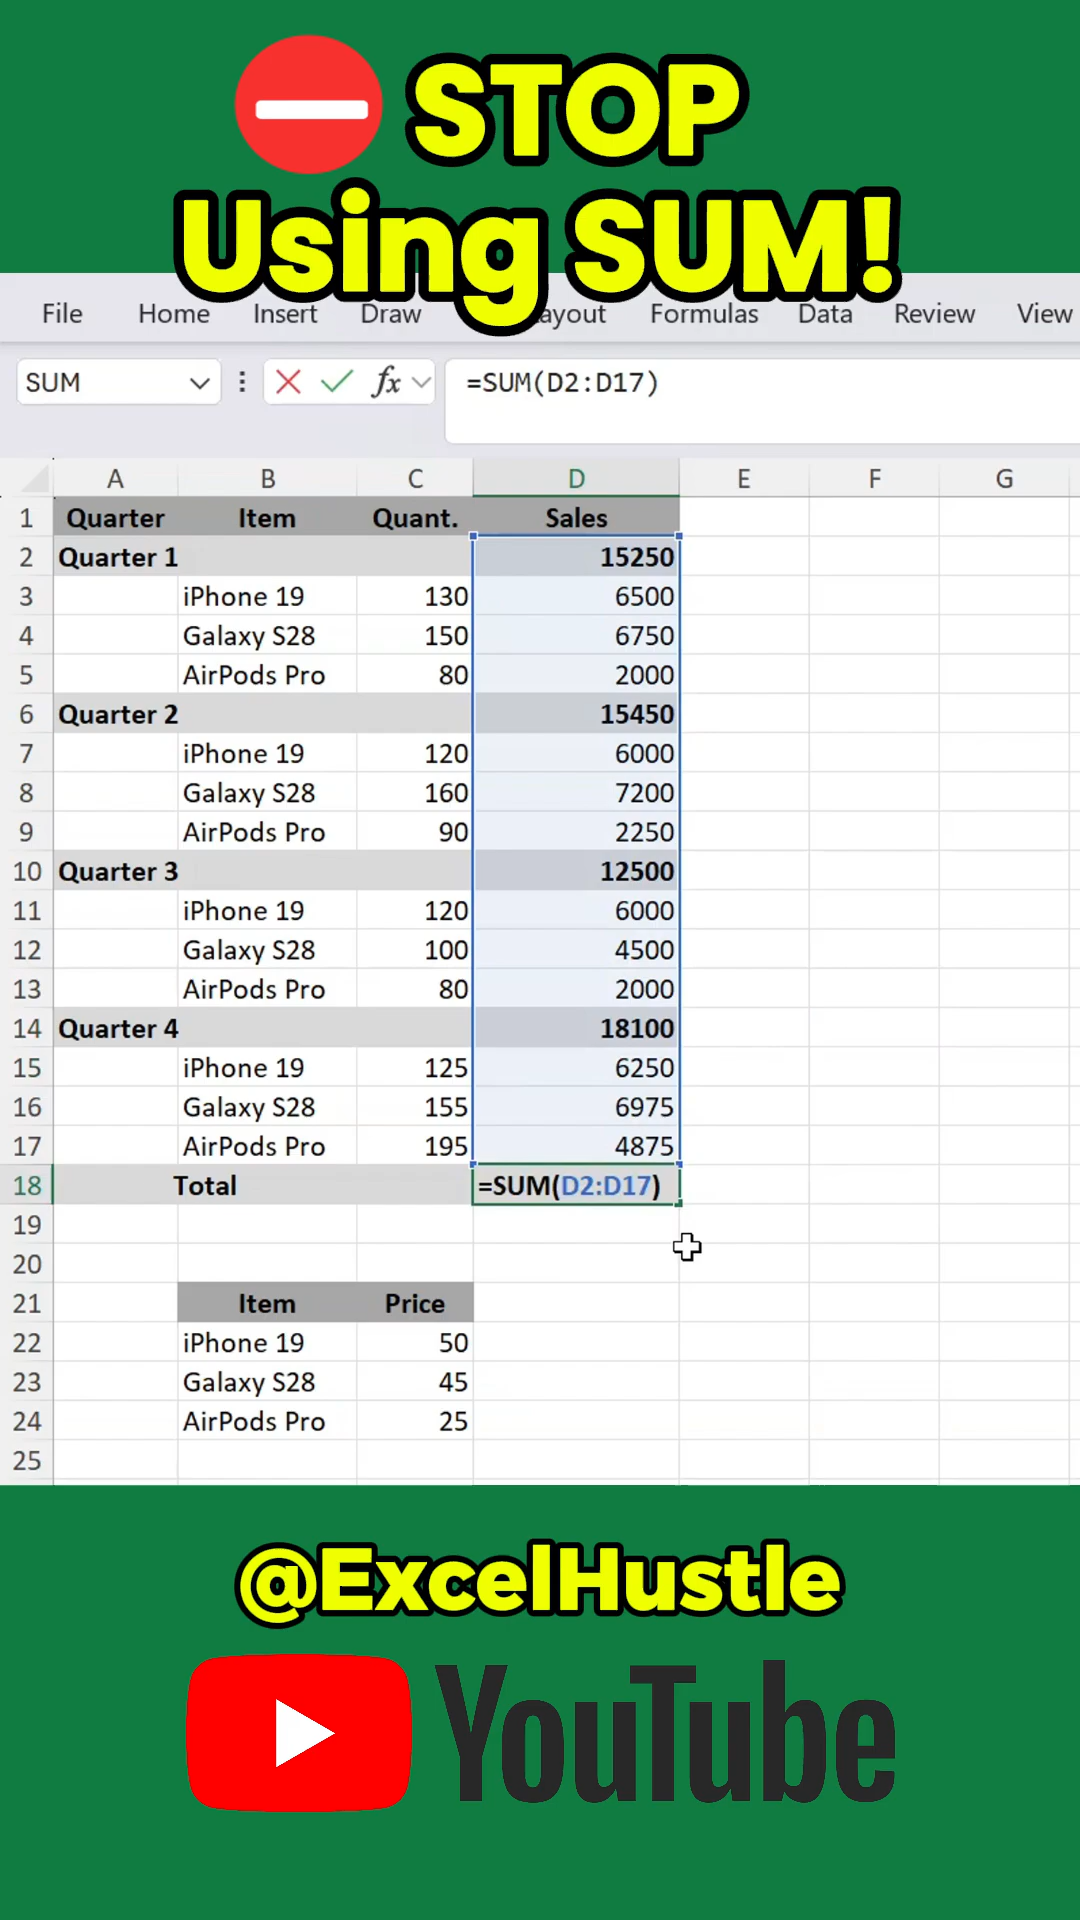 STOP
Using SUM!
File Home Insert Draw ayout Formulas Data Review View
SUM fx =SUM(D2:D17)
A B C D E F G
1 Quarter Item Quant. Sales
2 Quarter 1 15250
3 iPhone 19 130 6500
4 Galaxy S28 150 6750
5 AirPods Pro 80 2000
6 Quarter 2 15450
7 iPhone 19 120 6000
8 Galaxy S28 160 7200
9 AirPods Pro 90 2250
10 Quarter 3 12500
11 iPhone 19 120 6000
12 Galaxy S28 100 4500
13 AirPods Pro 80 2000
14 Quarter 4 18100
15 iPhone 19 125 6250
16 Galaxy S28 155 6975
17 AirPods Pro 195 4875
18 Total =SUM(D2:D17)
19
20
21 Item Price
22 iPhone 19 50
23 Galaxy S28 45
24 AirPods Pro 25
25
@ExcelHustle
YouTube